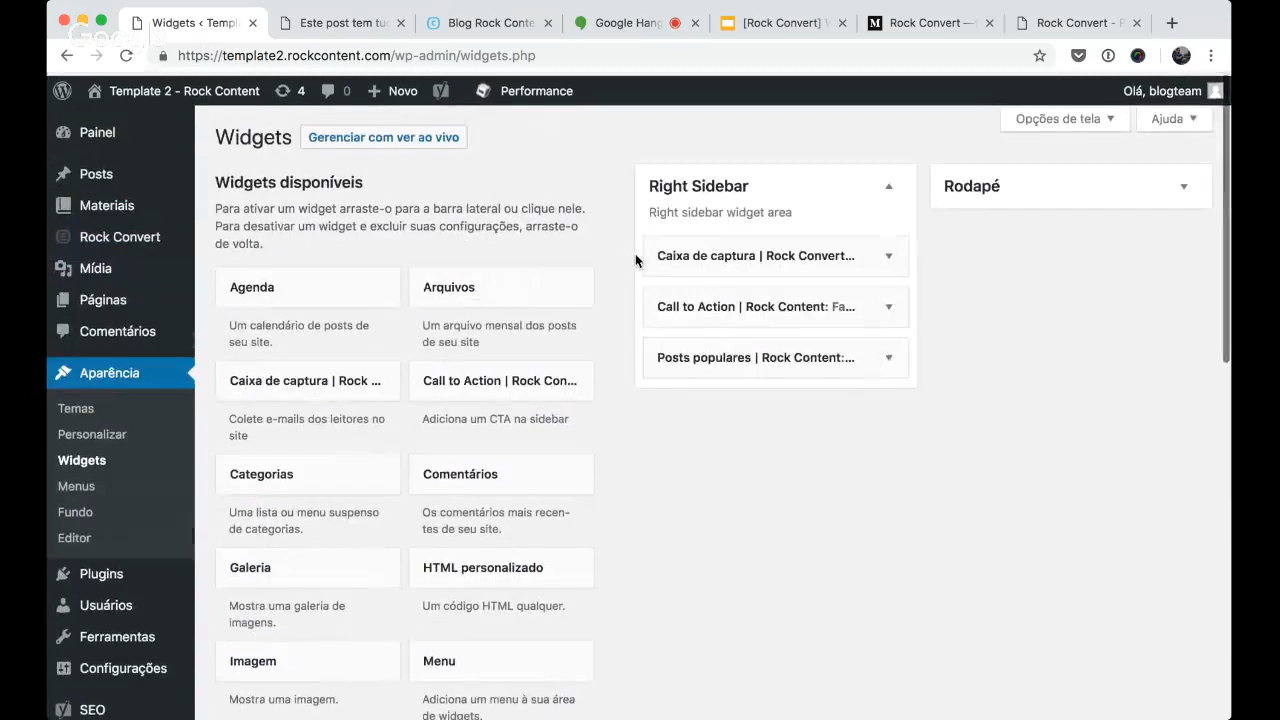 Widgets ‹ Templ
Este post tem tu
Blog Rock Conte
Google Hang
[Rock Convert]
Rock Convert —
Rock Convert -
Google
https://template2.rockcontent.com/wp-admin/widgets.php
Template 2 - Rock Content
4
0
Novo
Performance
Olá, blogteam
Painel
Posts
Materiais
Rock Convert
Mídia
Páginas
Comentários
Aparência
Temas
Personalizar
Widgets
Menus
Fundo
Editor
Plugins
Usuários
Ferramentas
Configurações
SEO
Opções de tela
Ajuda
Widgets
Gerenciar com ver ao vivo
Widgets disponíveis
Para ativar um widget arraste-o para a barra lateral ou clique nele.
Para desativar um widget e excluir suas configurações, arraste-o
de volta.
Agenda
Um calendário de posts de
seu site.
Arquivos
Um arquivo mensal dos posts
de seu site
Caixa de captura | Rock ...
Colete e-mails dos leitores no
site
Call to Action | Rock Con...
Adiciona um CTA na sidebar
Categorias
Uma lista ou menu suspenso
de categorias.
Comentários
Os comentários mais recen-
tes de seu site.
Galeria
Mostra uma galeria de
imagens.
HTML personalizado
Um código HTML qualquer.
Imagem
Mostra uma imagem.
Menu
Adiciona um menu à sua área
de widgets.
Right Sidebar
Right sidebar widget area
Caixa de captura | Rock Convert...
Call to Action | Rock Content: Fa...
Posts populares | Rock Content:...
Rodapé